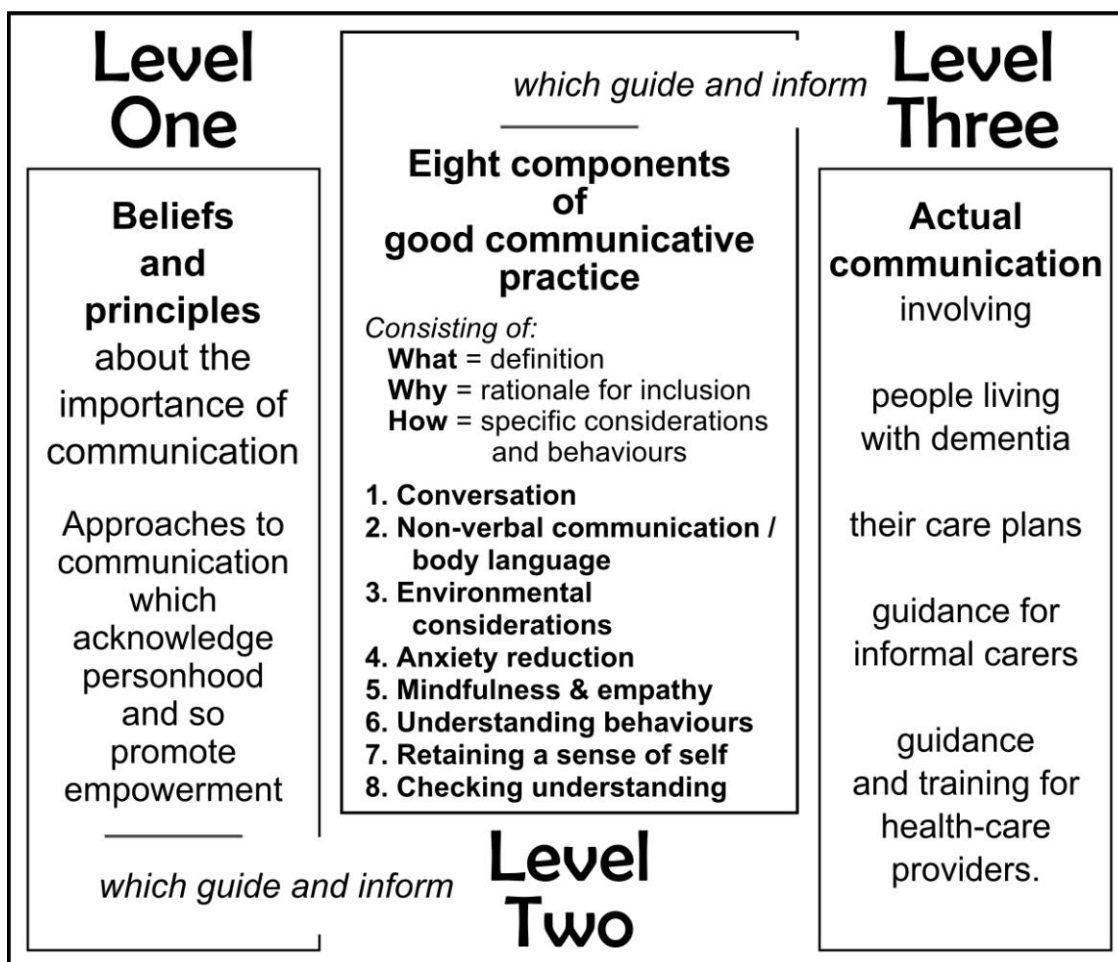 Level
One
Beliefs
and
principles
about the
importance of
communication
Approaches to
communication
which
acknowledge
personhood
and so
promote
empowerment
which guide and inform
Level
Two
Eight components
of
good communicative
practice
Consisting of:
What = definition
Why = rationale for inclusion
How = specific considerations
and behaviours
1. Conversation
2. Non-verbal communication /
body language
3. Environmental
considerations
4. Anxiety reduction
5. Mindfulness & empathy
6. Understanding behaviours
7. Retaining a sense of self
8. Checking understanding
which guide and inform
Level
Three
Actual
communication
involving
people living
with dementia
their care plans
guidance for
informal carers
guidance
and training for
health-care
providers.